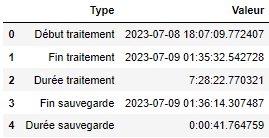 Type Valeur
0 Début traitement 2023-07-08 18:07:09.772407
1 Fin traitement 2023-07-09 01:35:32.542728
2 Durée traitement 7:28:22.770321
3 Fin sauvegarde 2023-07-09 01:36:14.307487
4 Durée sauvegarde 0:00:41.764759